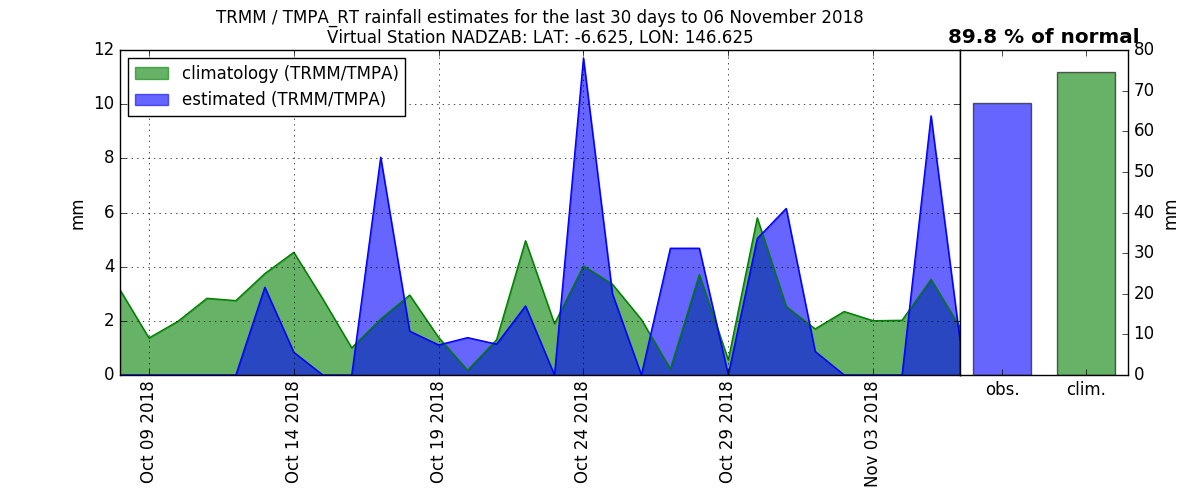 TRMM / TMPA_RT rainfall estimates for the last 30 days to 06 November 2018
Virtual Station NADZAB: LAT: -6.625, LON: 146.625
89.8 % of normal
climatology (TRMM/TMPA)
estimated (TRMM/TMPA)
12
10
8
6
4
2
0
mm
80
70
60
50
40
30
20
10
0
mm
obs.
clim.
Oct 09 2018
Oct 14 2018
Oct 19 2018
Oct 24 2018
Oct 29 2018
Nov 03 2018